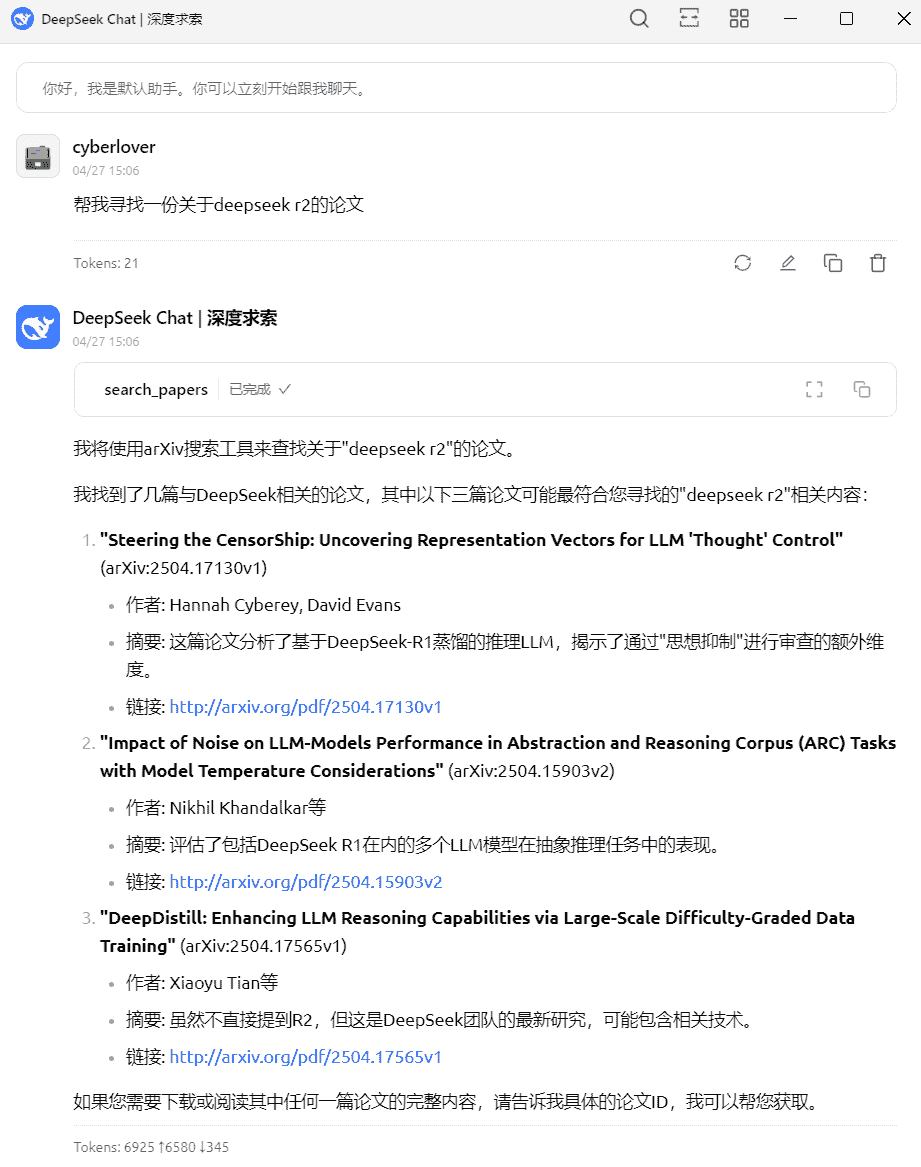 DeepSeek Chat | 深度求索
你好，我是默认助手。你可以立刻开始跟我聊天。
cyberlover
04/27 15:06
帮我寻找一份关于deepseek r2的论文
Tokens: 21
DeepSeek Chat | 深度求索
04/27 15:06
search_papers 已完成 ✓
我将使用arXiv搜索工具来查找关于"deepseek r2"的论文。
我找到了几篇与DeepSeek相关的论文，其中以下三篇论文可能最符合您寻找的"deepseek r2"相关内容：
1. "Steering the CensorShip: Uncovering Representation Vectors for LLM 'Thought' Control"
(arXiv:2504.17130v1)
• 作者: Hannah Cyberey, David Evans
• 摘要: 这篇论文分析了基于DeepSeek-R1蒸馏的推理LLM，揭示了通过"思想抑制"进行审查的额外维
度。
• 链接: http://arxiv.org/pdf/2504.17130v1
2. "Impact of Noise on LLM-Models Performance in Abstraction and Reasoning Corpus (ARC) Tasks
with Model Temperature Considerations" (arXiv:2504.15903v2)
• 作者: Nikhil Khandalkar等
• 摘要: 评估了包括DeepSeek R1在内的多个LLM模型在抽象推理任务中的表现。
• 链接: http://arxiv.org/pdf/2504.15903v2
3. "DeepDistill: Enhancing LLM Reasoning Capabilities via Large-Scale Difficulty-Graded Data
Training" (arXiv:2504.17565v1)
• 作者: Xiaoyu Tian等
• 摘要: 虽然不直接提到R2，但这是DeepSeek团队的最新研究，可能包含相关技术。
• 链接: http://arxiv.org/pdf/2504.17565v1
如果您需要下载或阅读其中任何一篇论文的完整内容，请告诉我具体的论文ID，我可以帮您获取。
Tokens: 6925 ↑6580 ↓345